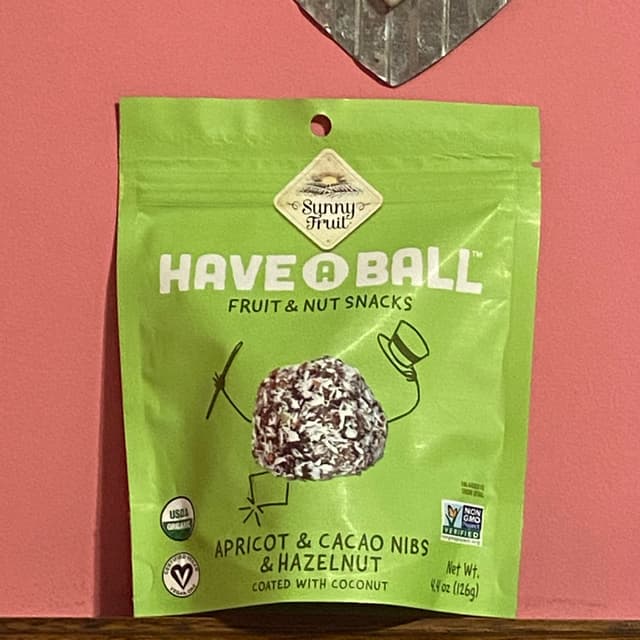 Sunny
Fruit
HAVE A BALL™
FRUIT & NUT SNACKS
USDA
ORGANIC
NON
GMO
Project
VERIFIED
APRICOT & CACAO NIBS
& HAZELNUT
COATED WITH COCONUT
Net Wt.
4.4 oz (126g)